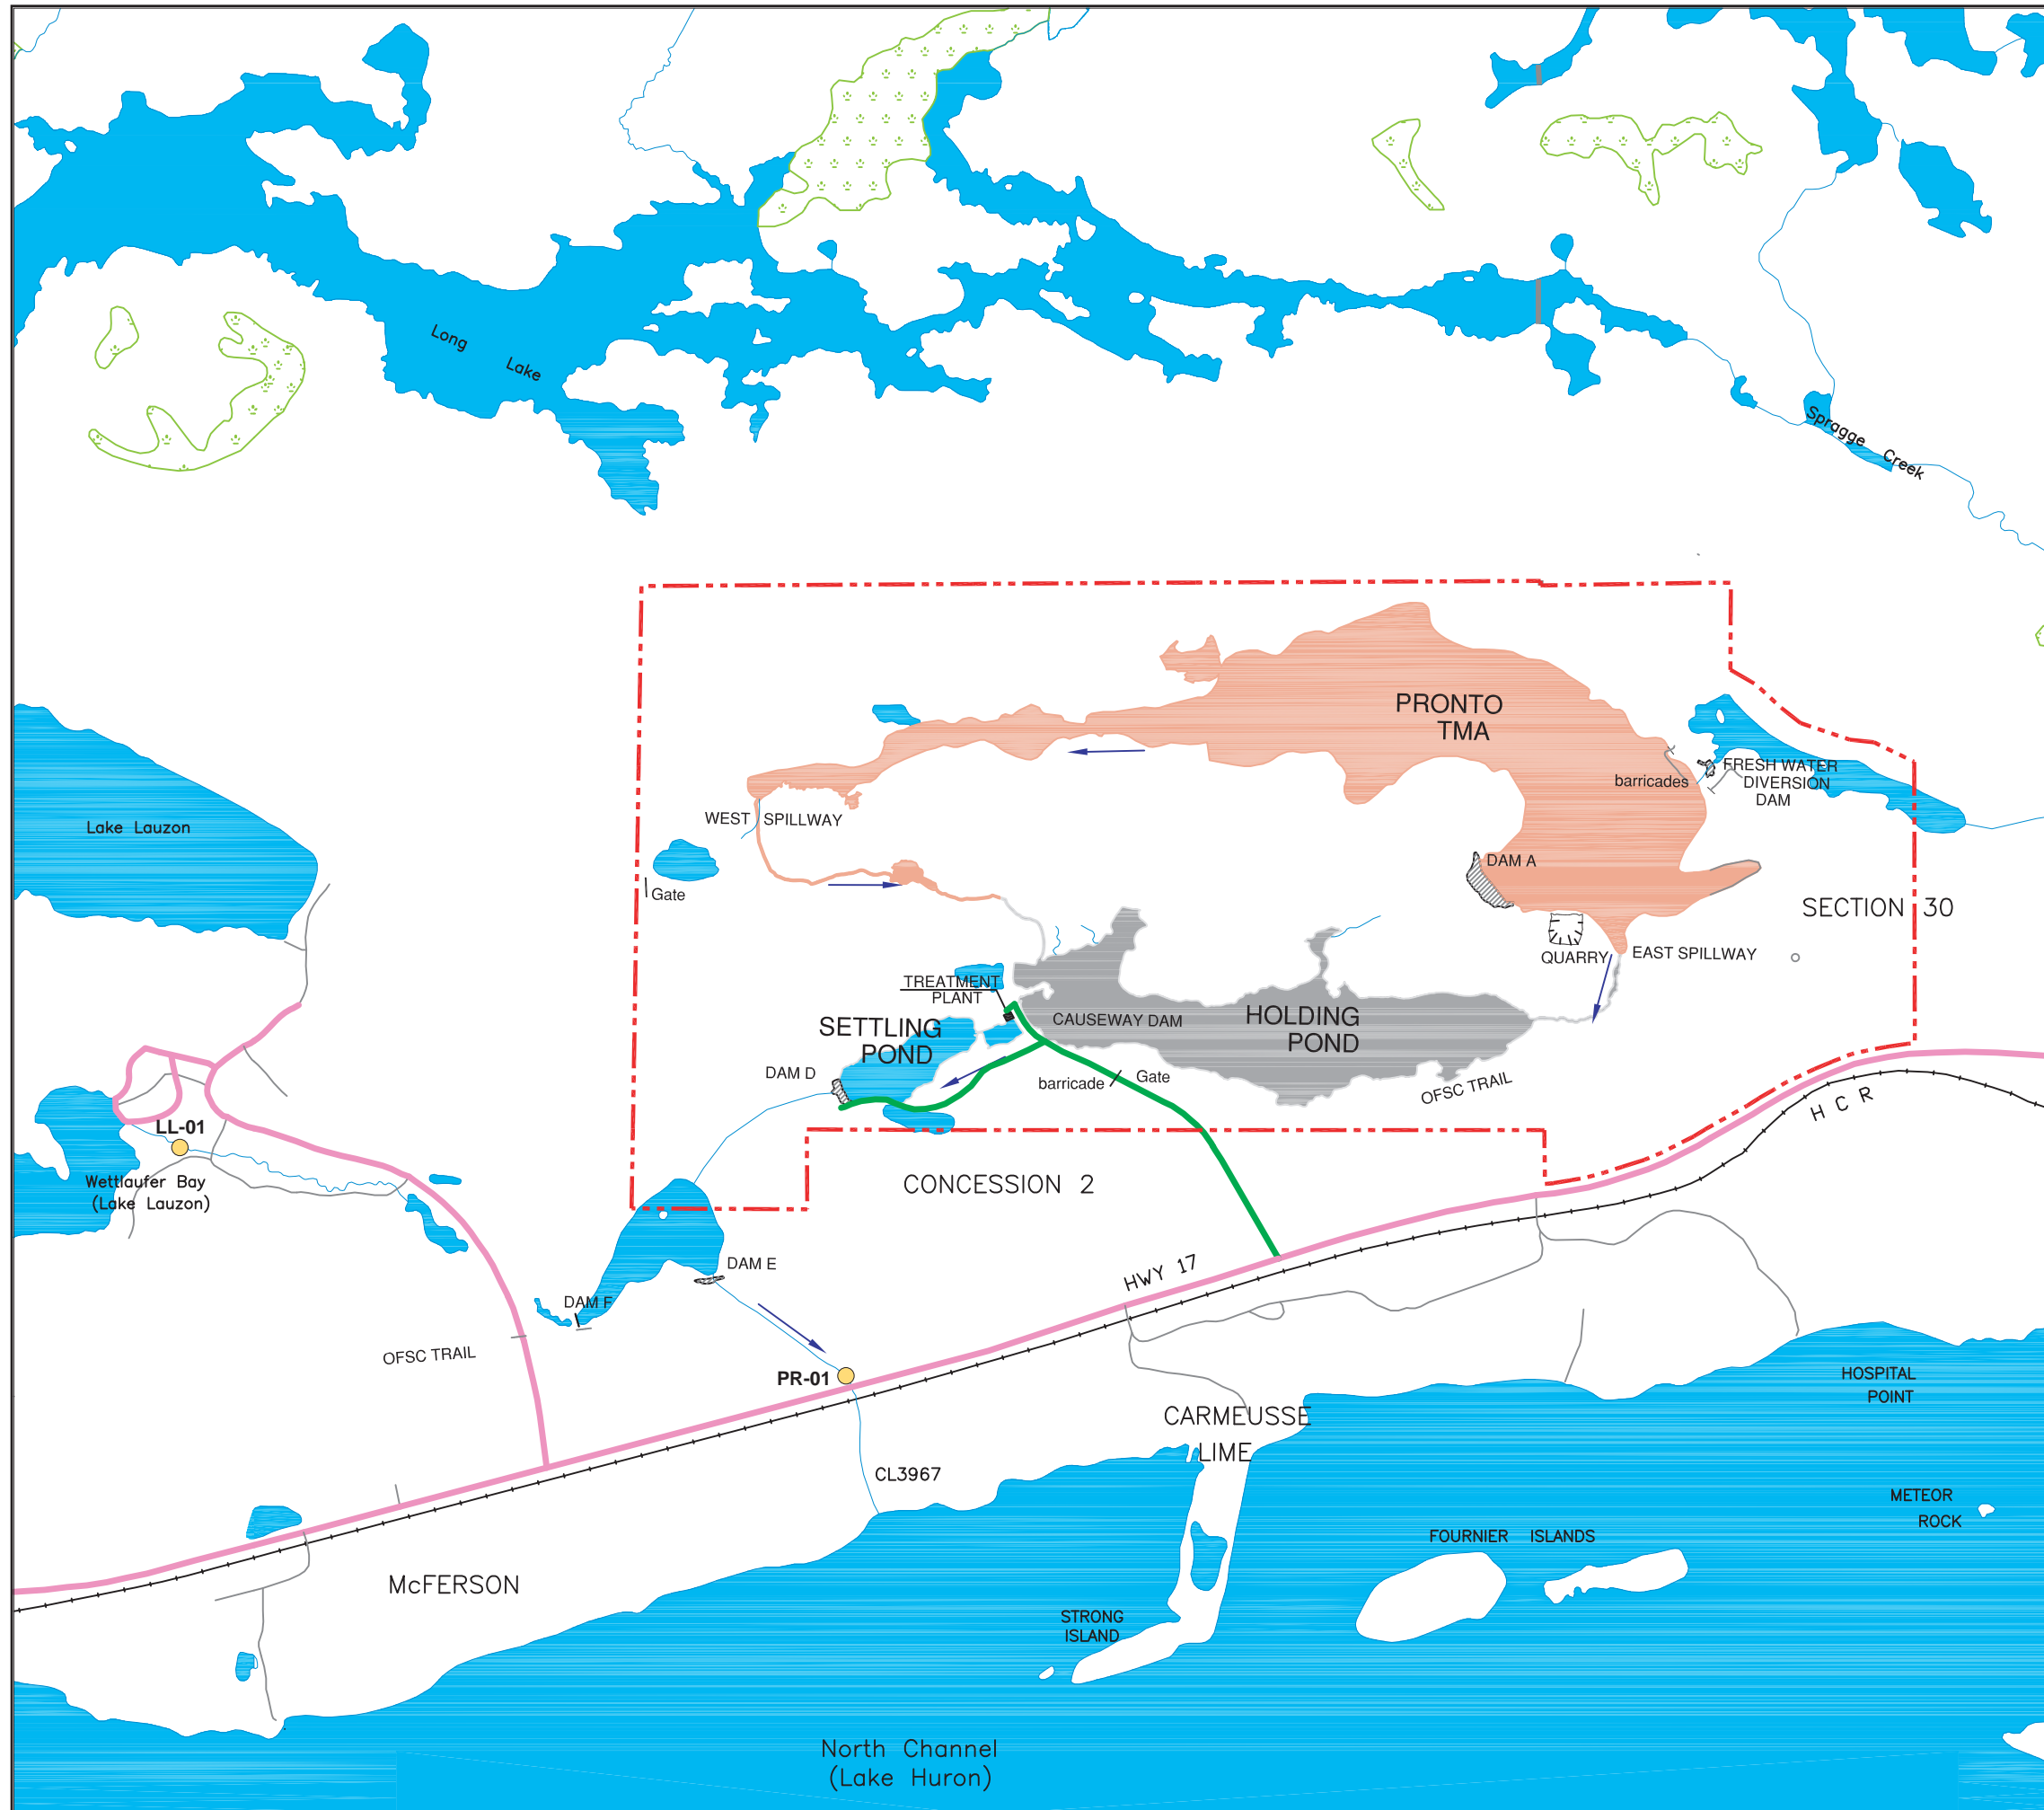 Long
Lake
Spragge
Creek
PRONTO
TMA
FRESH WATER
DIVERSION
DAM
barricades
WEST SPILLWAY
Lake Lauzon
Gate
DAM A
SECTION 30
QUARRY
EAST SPILLWAY
TREATMENT
PLANT
CAUSEWAY DAM
HOLDING
POND
SETTLING
POND
DAM D
barricade
Gate
OFSC TRAIL
H C R
LL-01
Wettlaufer Bay
(Lake Lauzon)
CONCESSION 2
DAM E
HWY 17
DAM F
OFSC TRAIL
PR-01
HOSPITAL
POINT
CARMEUSSE
LIME
CL3967
METEOR
ROCK
FOURNIER ISLANDS
McFERSON
STRONG
ISLAND
North Channel
(Lake Huron)